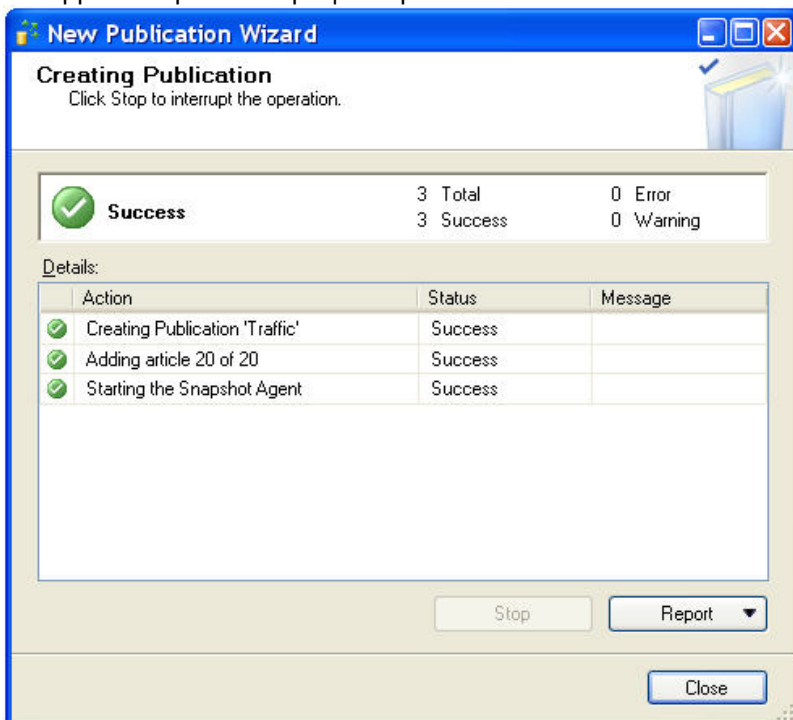 New Publication Wizard
Creating Publication
Click Stop to interrupt the operation.
Success
3 Total
0 Error
3 Success
0 Warning
Details:
Action Status Message
Creating Publication 'Traffic' Success
Adding article 20 of 20 Success
Starting the Snapshot Agent Success
Stop Report
Close